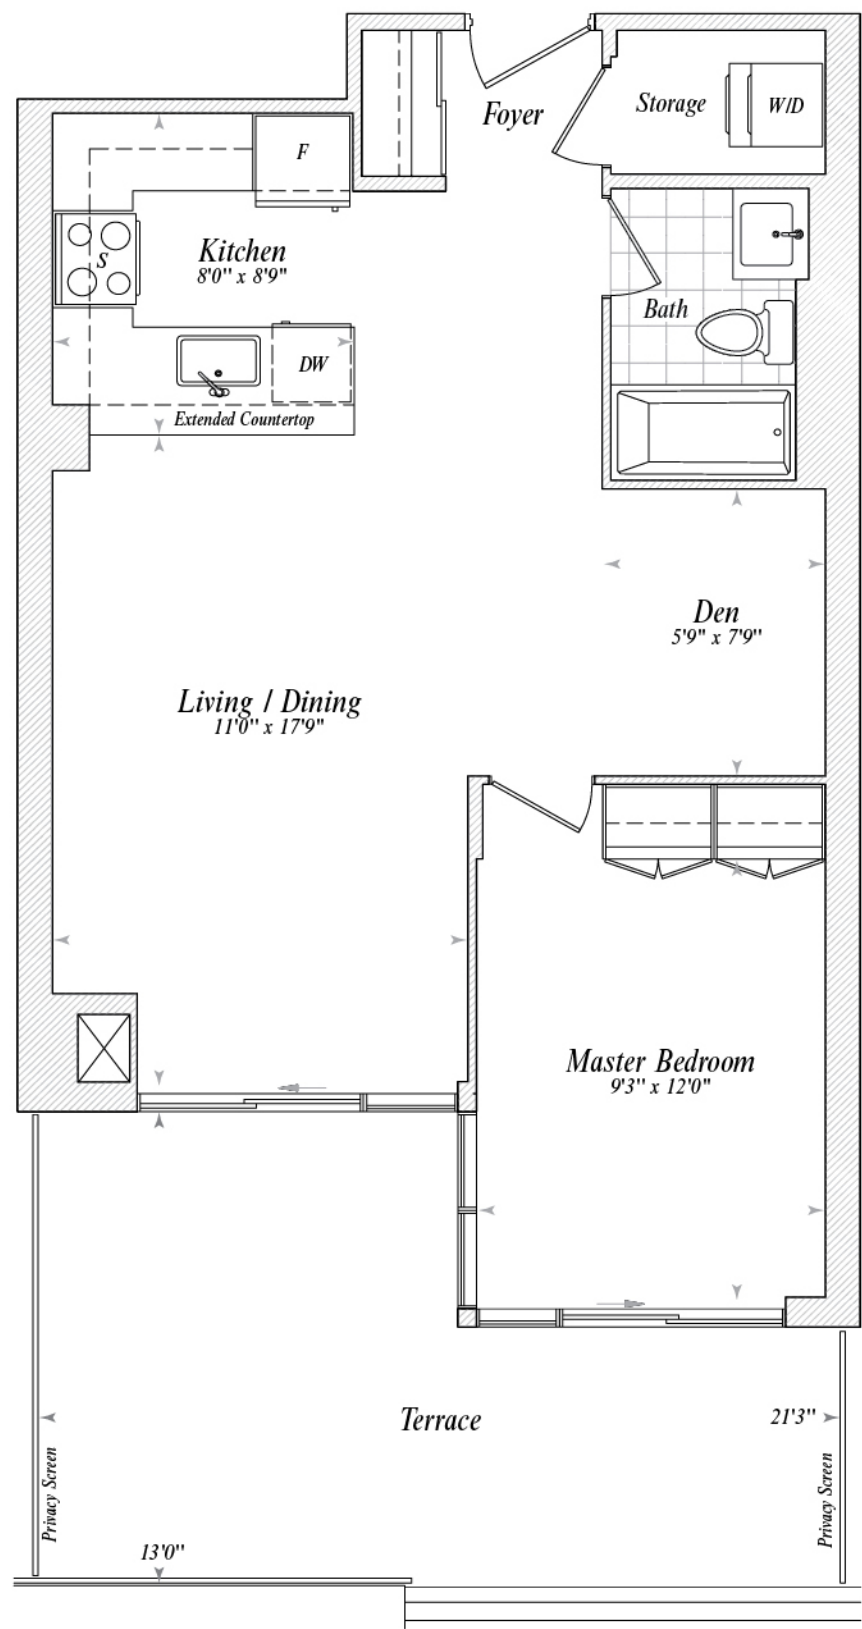 Foyer
Storage
W/D
F
Kitchen
8'0" x 8'9"
S
Bath
DW
Extended Countertop
Den
5'9" x 7'9"
Living / Dining
11'0" x 17'9"
Master Bedroom
9'3" x 12'0"
Terrace
21'3"
Privacy Screen
Privacy Screen
13'0"